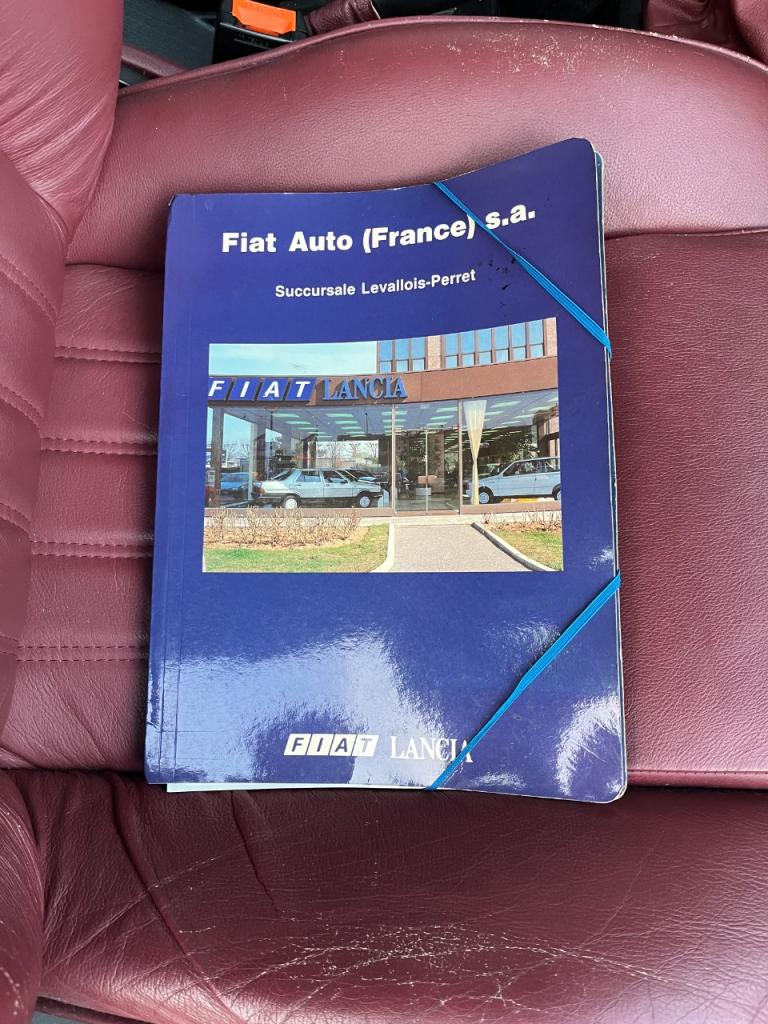 Fiat Auto (France) s.a.
Succursale Levallois-Perret
FIAT LANCIA
FIAT LANCIA